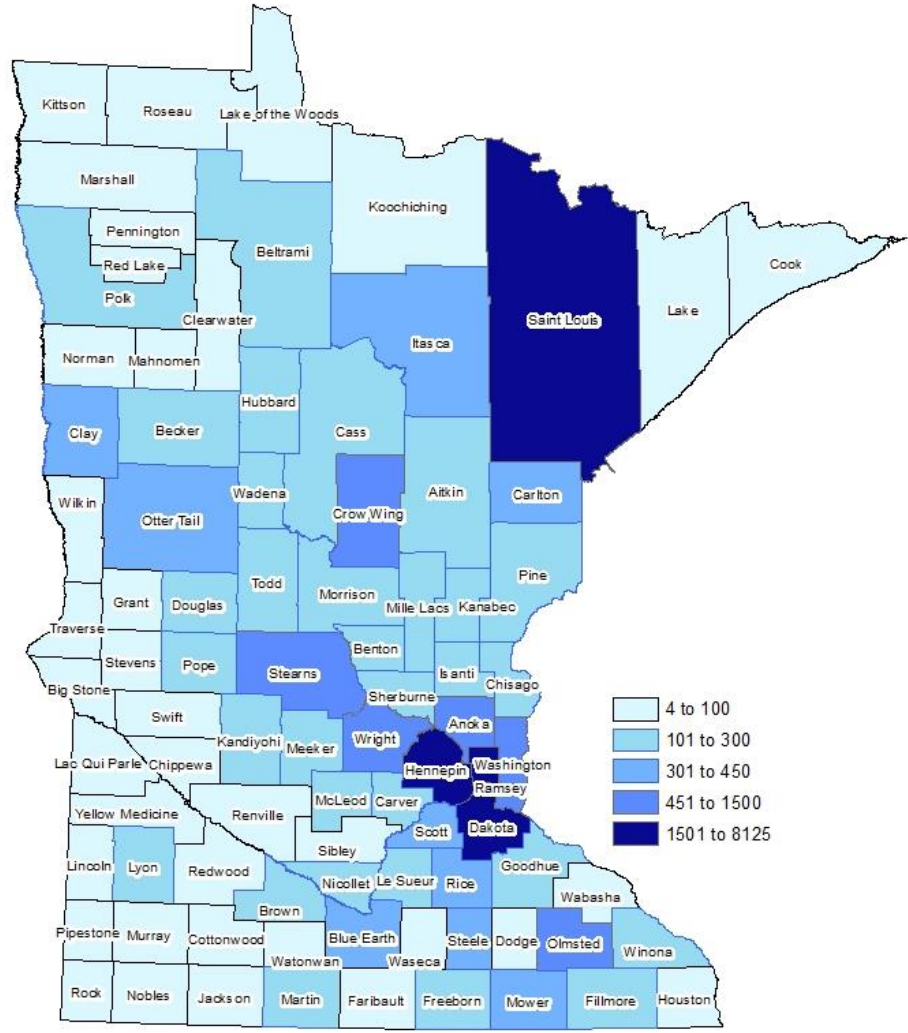 Kittson
Roseau
Lake of the Woods
Marshall
Koochiching
Pennington
Beltrami
Red Lake
Polk
Cook
Clearwater
Saint Louis
Lake
Itasca
Norman
Mahnomen
Hubbard
Clay
Becker
Cass
Wadena
Aitkin
Carlton
Wilkin
Otter Tail
Crow Wing
Pine
Todd
Morrison
Grant
Douglas
Mille Lacs
Kanabec
Traverse
Benton
Stevens
Pope
Stearns
Isanti
Chisago
Big Stone
Sherburne
Swift
Anoka
4 to 100
Kandiyohi
Meeker
Wright
101 to 300
Lac Qui Parle
Chippewa
Hennepin
Washington
301 to 450
Ramsey
McLeod
Carver
451 to 1500
Yellow Medicine
Renville
Scott
Dakota
1501 to 8125
Sibley
Lincoln
Lyon
Redwood
Goodhue
Nicollet
Le Sueur
Rice
Wabasha
Brown
Pipestone
Murray
Cottonwood
Blue Earth
Steele
Dodge
Olmsted
Winona
Watonwan
Waseca
Rock
Nobles
Jackson
Martin
Faribault
Freeborn
Mower
Fillmore
Houston